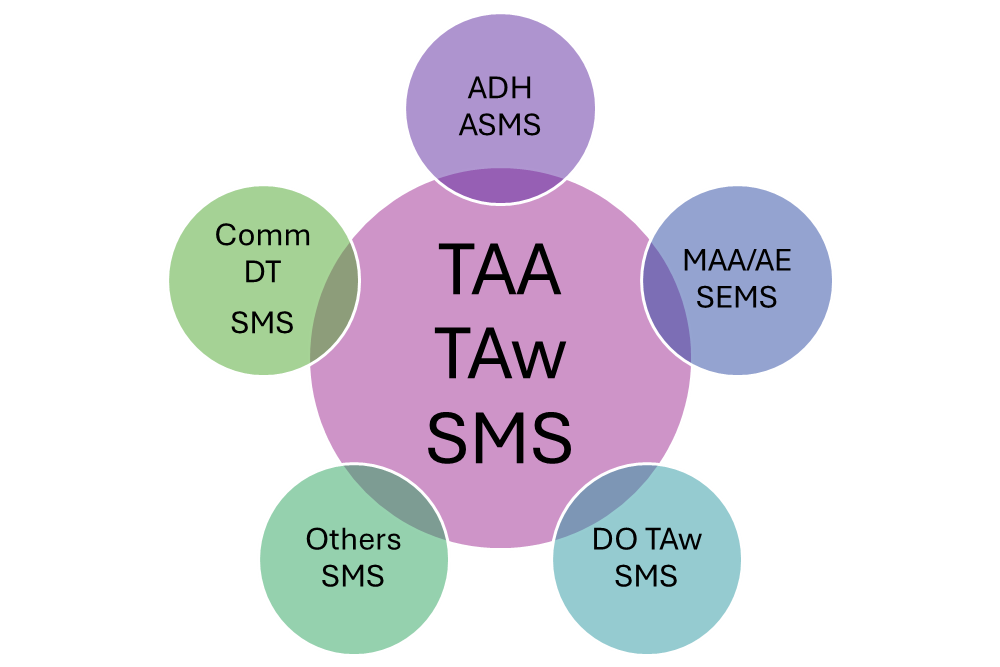 ADH
ASMS
Comm
DT
SMS
MAA/AE
SEMS
TAA
TAw
SMS
Others
SMS
DO TAw
SMS